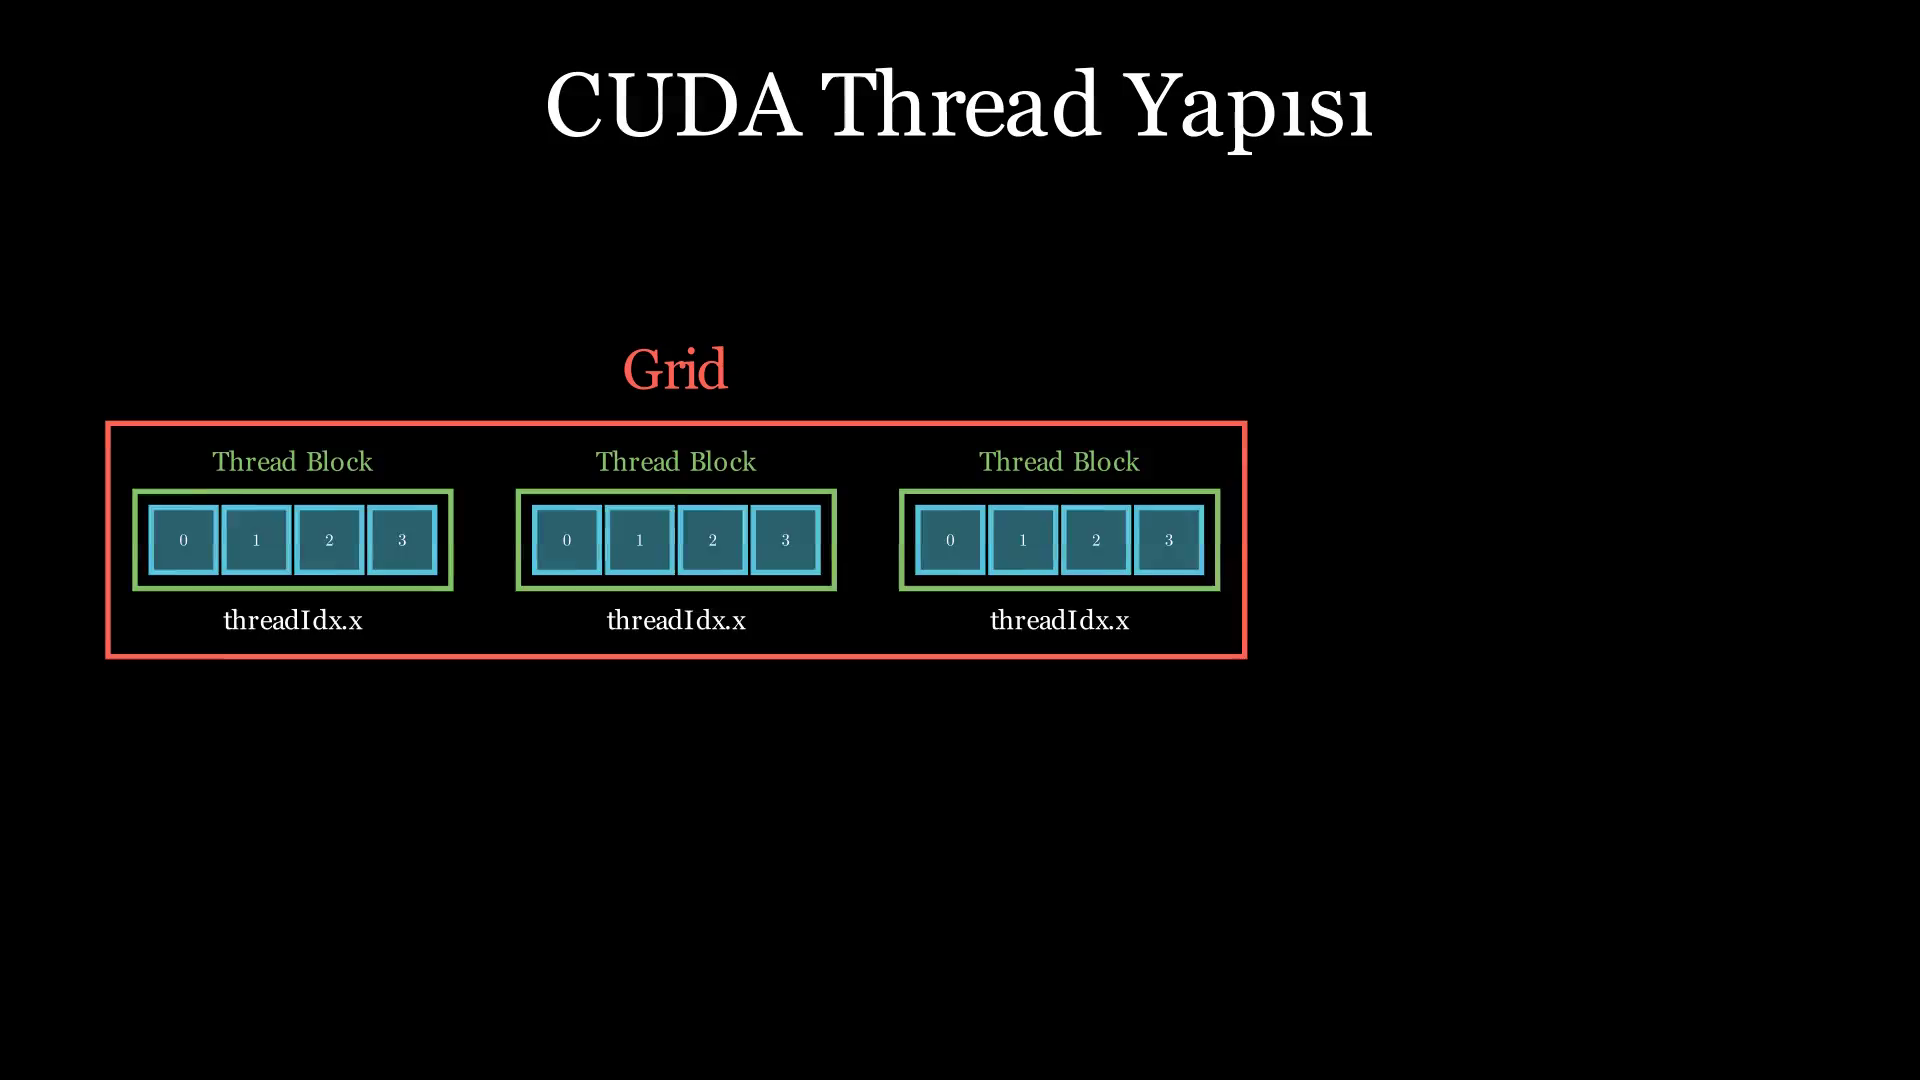 CUDA Thread Yapısı
Grid
Thread Block Thread Block Thread Block
0 1 2 3 0 1 2 3 0 1 2 3
threadIdx.x threadIdx.x threadIdx.x